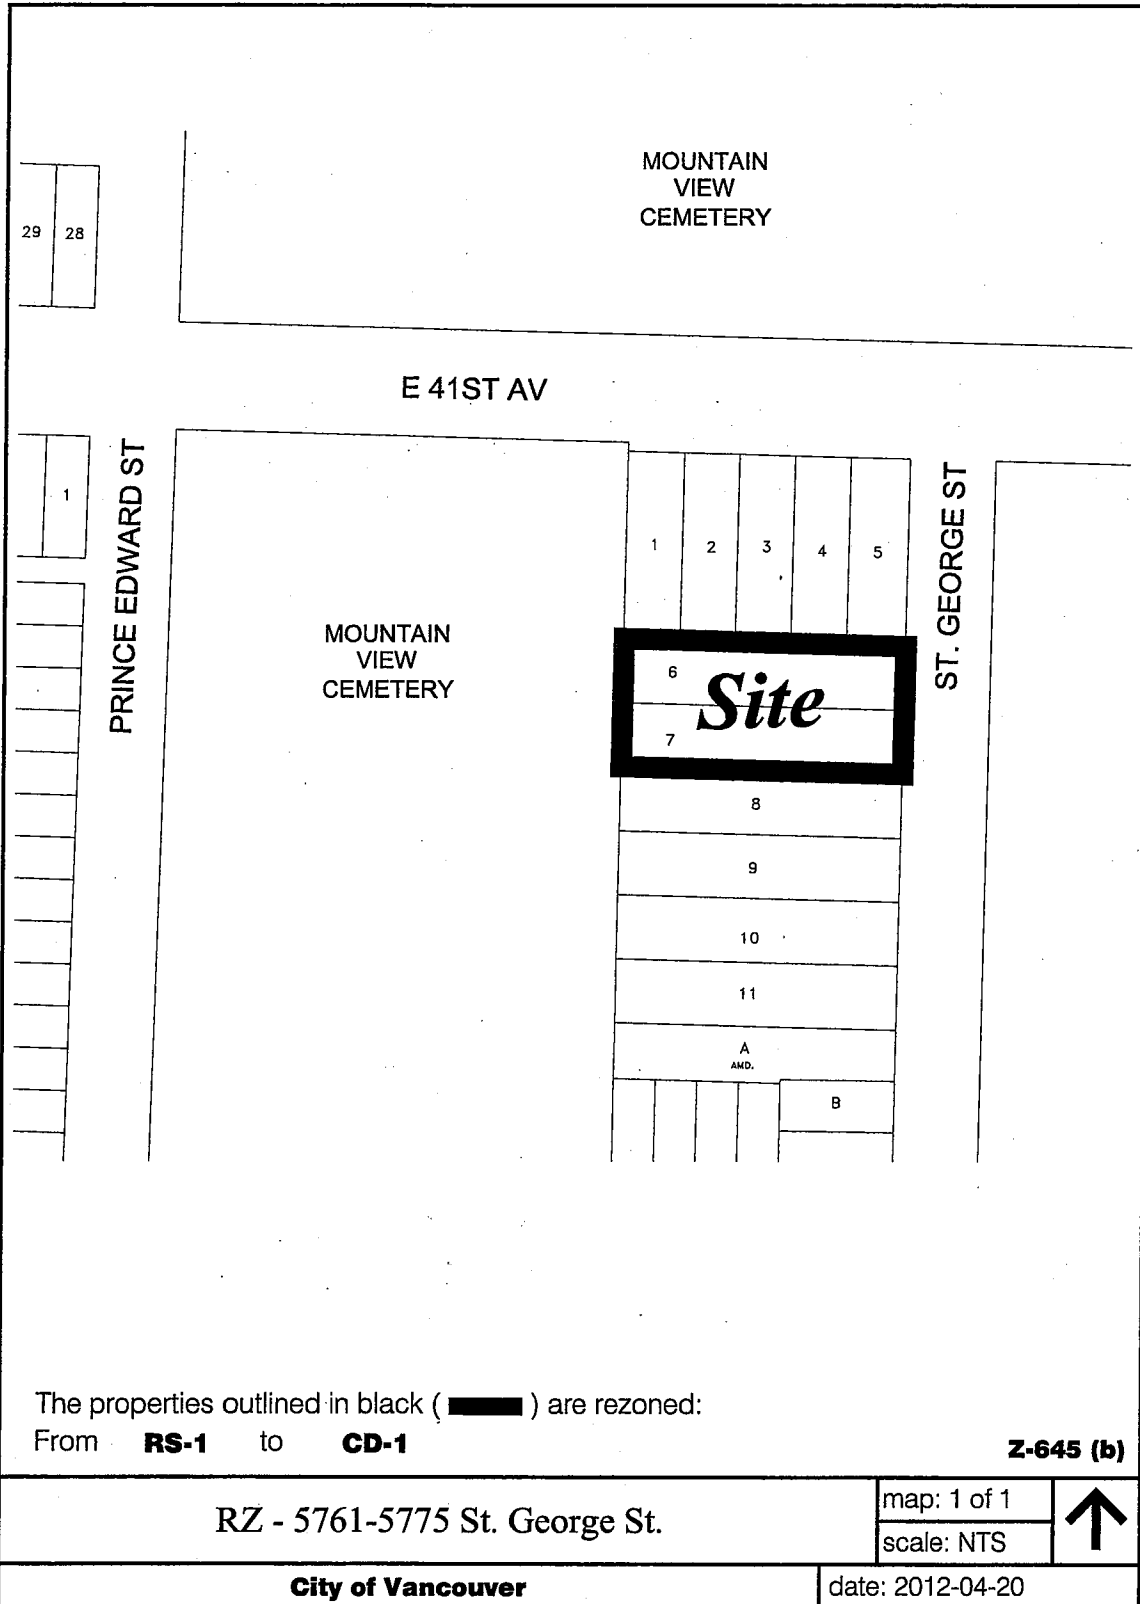 MOUNTAIN
VIEW
CEMETERY
29 28
E 41ST AV
PRINCE EDWARD ST
1
1 2 3 4 5
ST. GEORGE ST
MOUNTAIN
VIEW
CEMETERY
6
Site
7
8
9
10
11
A
AMD.
B
The properties outlined in black ( ) are rezoned:
From RS-1 to CD-1
Z-645 (b)
RZ - 5761-5775 St. George St.
map: 1 of 1
scale: NTS
City of Vancouver
date: 2012-04-20